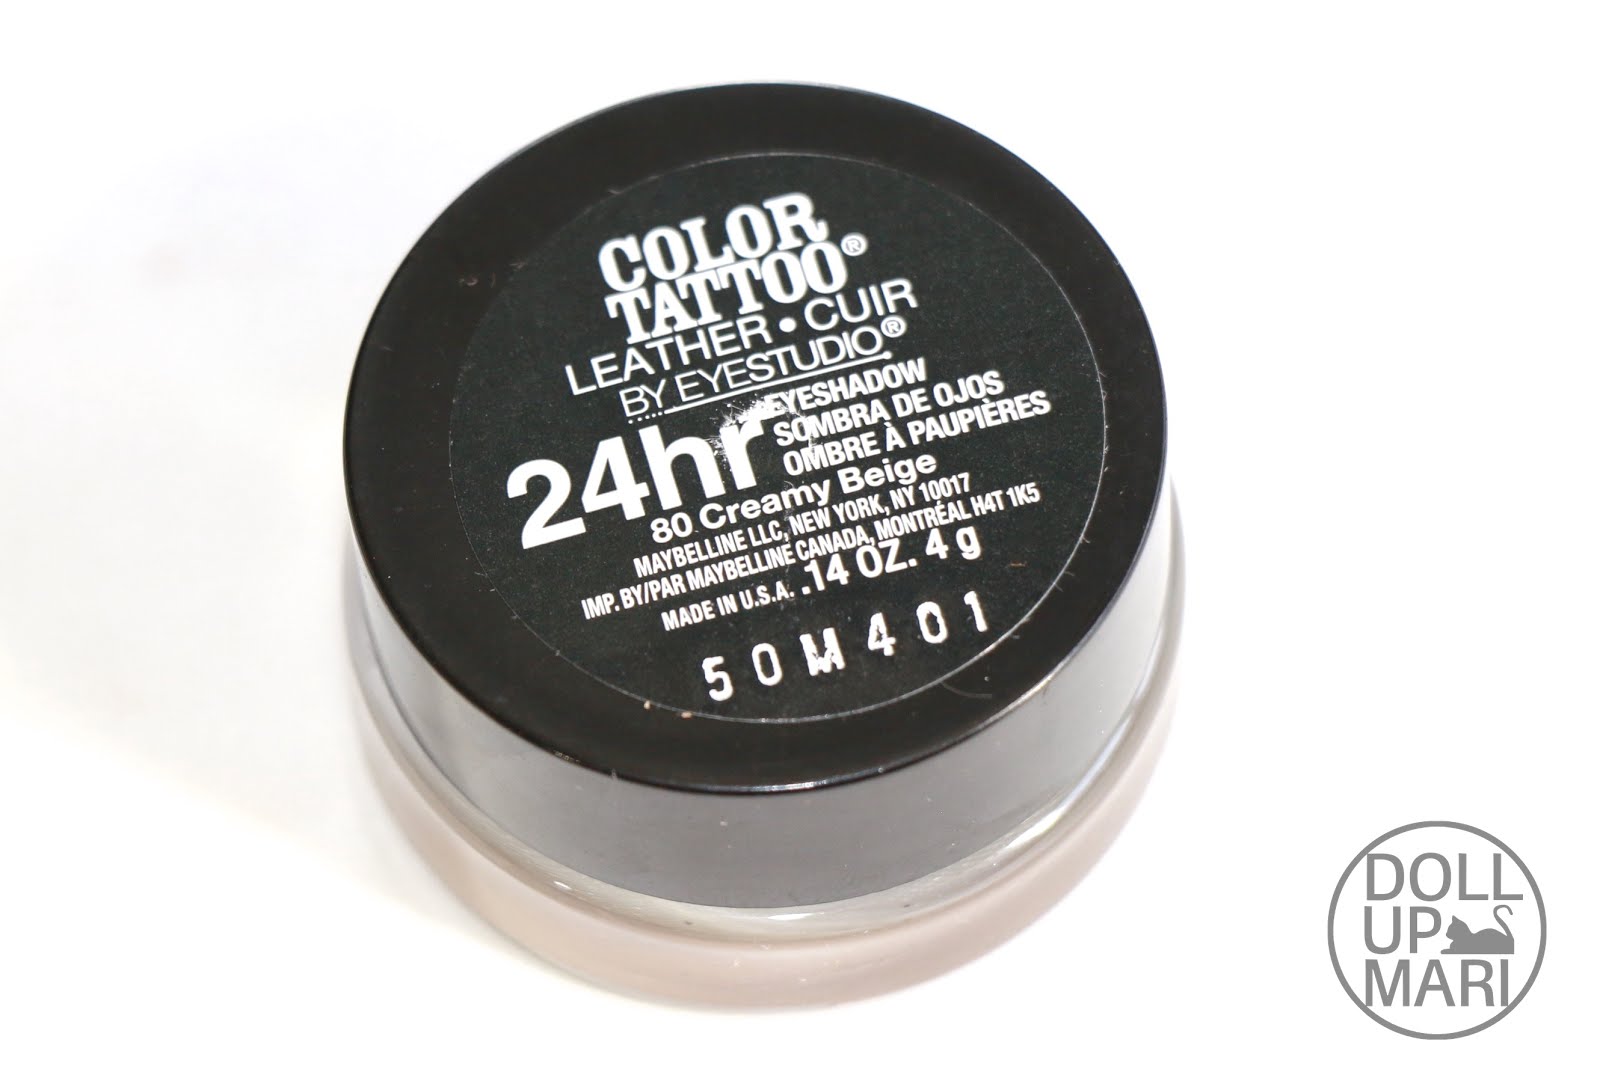 COLOR
TATTOO®
LEATHER • CUIR
BY EYESTUDIO®
24hr
EYESHADOW
SOMBRA DE OJOS
OMBRE À PAUPIÈRES
80 Creamy Beige
MAYBELLINE LLC, NEW YORK, NY 10017
IMP. BY/PAR MAYBELLINE CANADA, MONTRÉAL H4T 1K5
MADE IN U.S.A. .14 OZ. 4 g
50M401
DOLL
UP
MARI